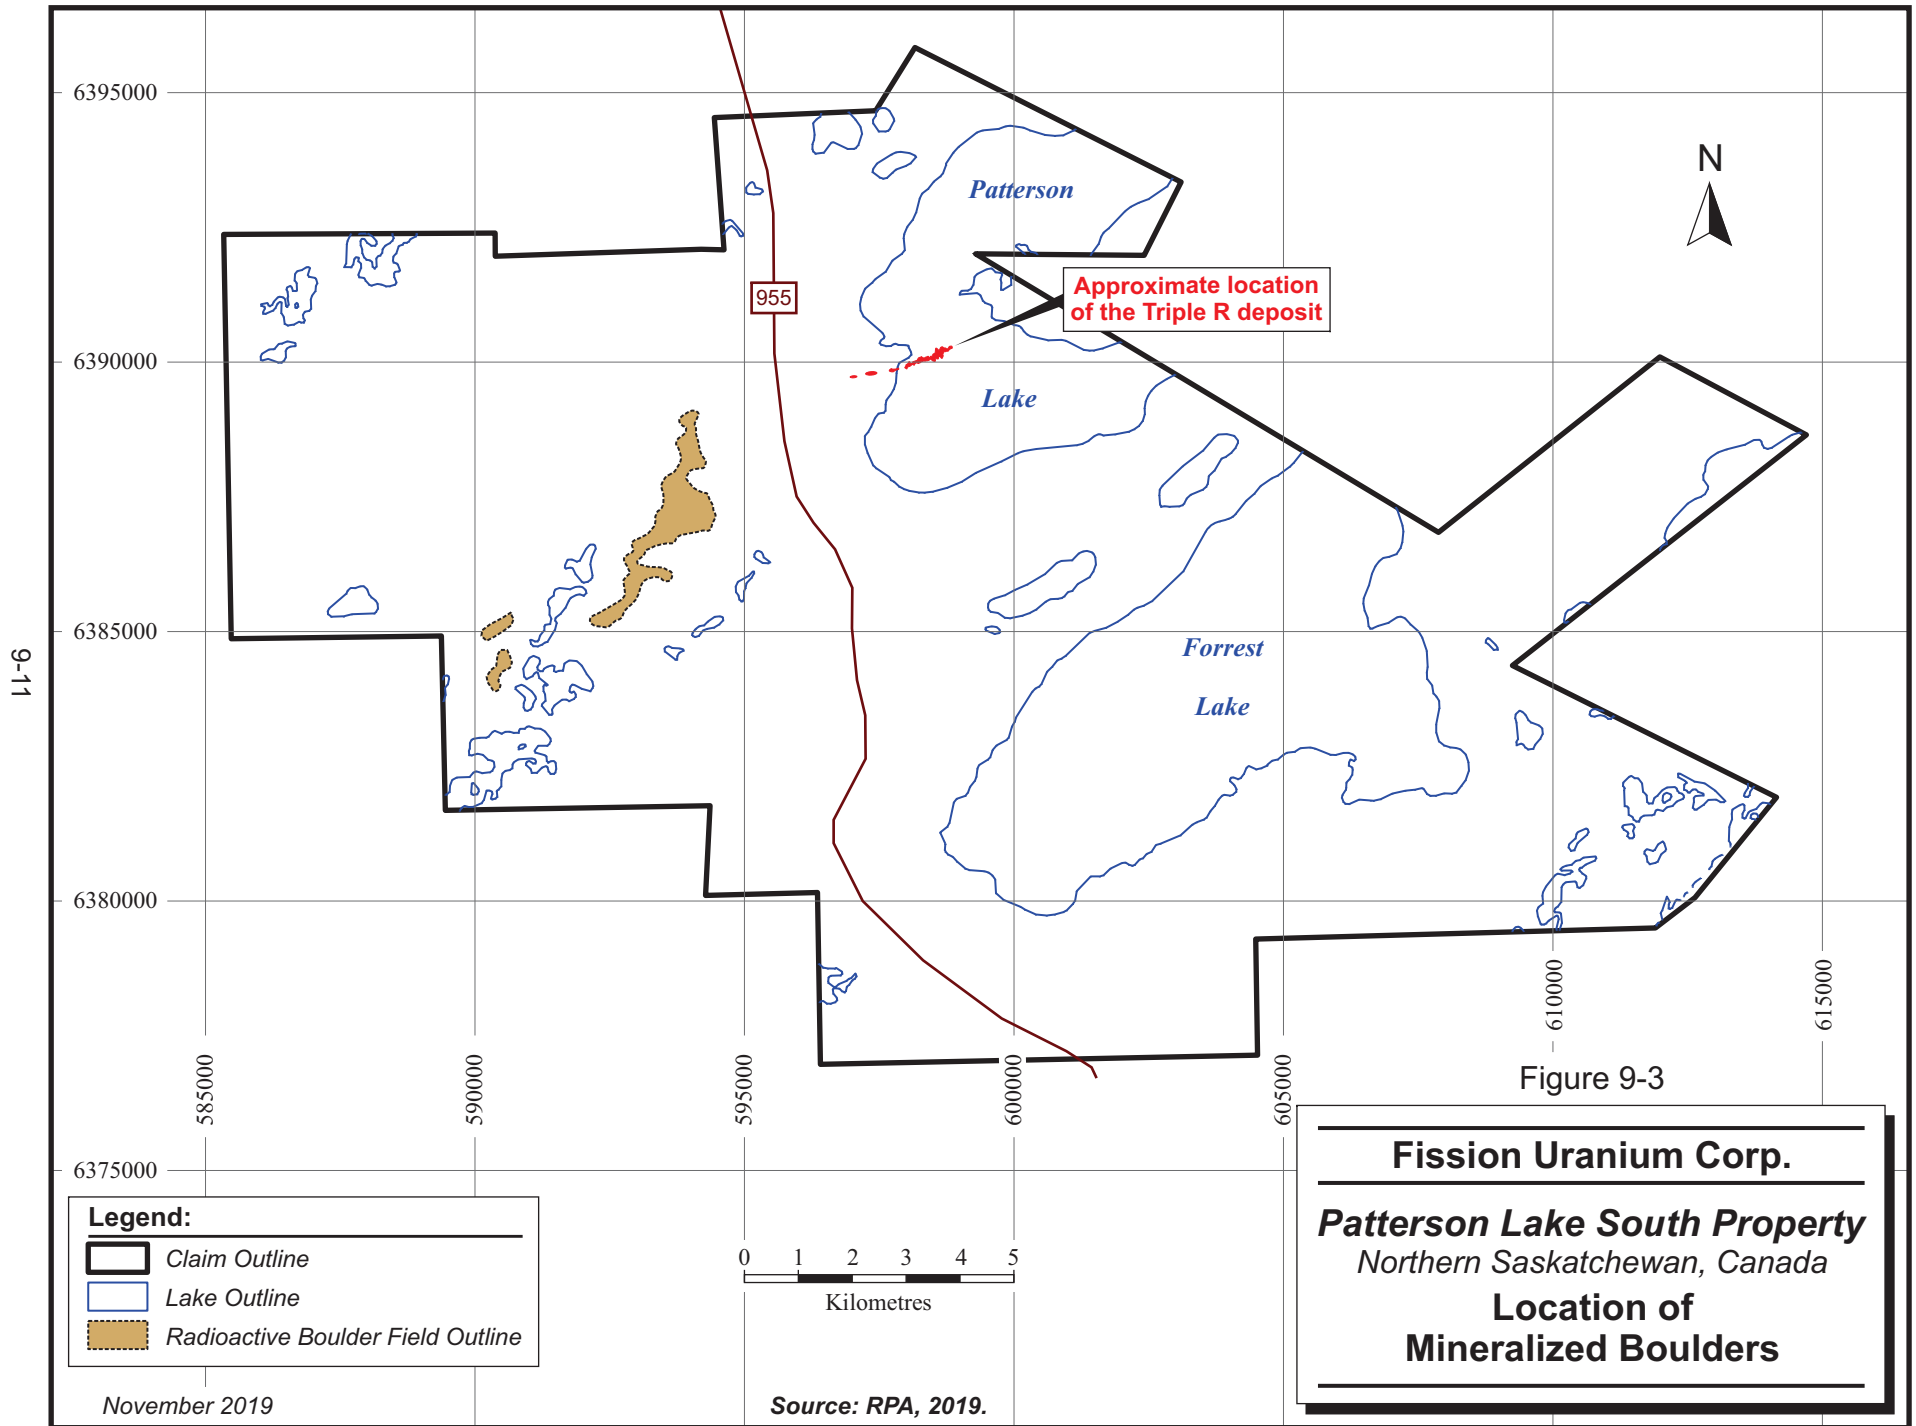 6395000
N
Patterson
Approximate location
of the Triple R deposit
955
6390000
Lake
6385000
Forrest
Lake
9-11
6380000
585000
590000
595000
600000
605000
610000
615000
Figure 9-3
6375000
Fission Uranium Corp.
Patterson Lake South Property
Northern Saskatchewan, Canada
Location of
Mineralized Boulders
Legend:
Claim Outline
Lake Outline
Radioactive Boulder Field Outline
0 1 2 3 4 5
Kilometres
November 2019
Source: RPA, 2019.